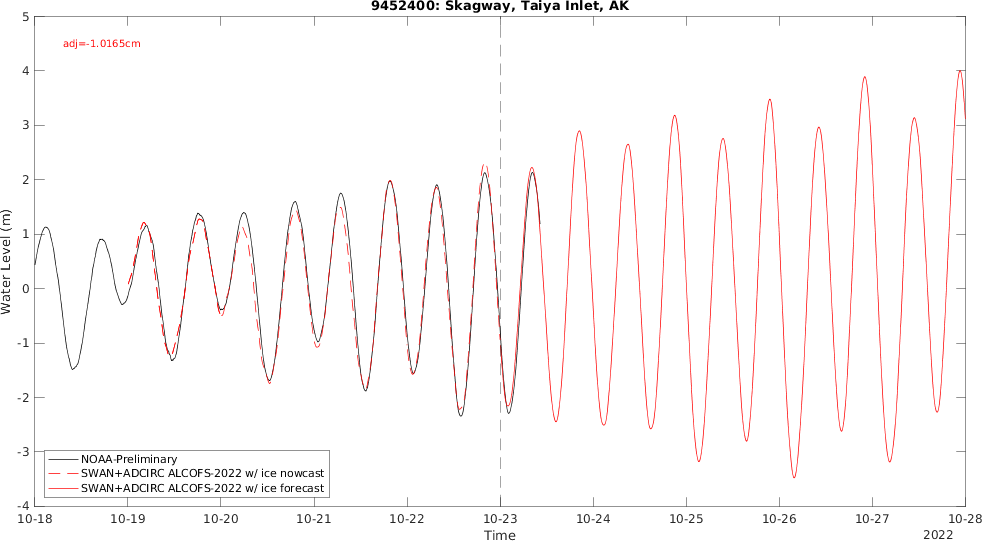 9452400: Skagway, Taiya Inlet, AK
adj=-1.0165cm
5
4
3
2
1
0
-1
-2
-3
-4
Water Level (m)
NOAA-Preliminary
SWAN+ADCIRC ALCOFS-2022 w/ ice nowcast
SWAN+ADCIRC ALCOFS-2022 w/ ice forecast
10-18 10-19 10-20 10-21 10-22 10-23 10-24 10-25 10-26 10-27 10-28
Time
2022